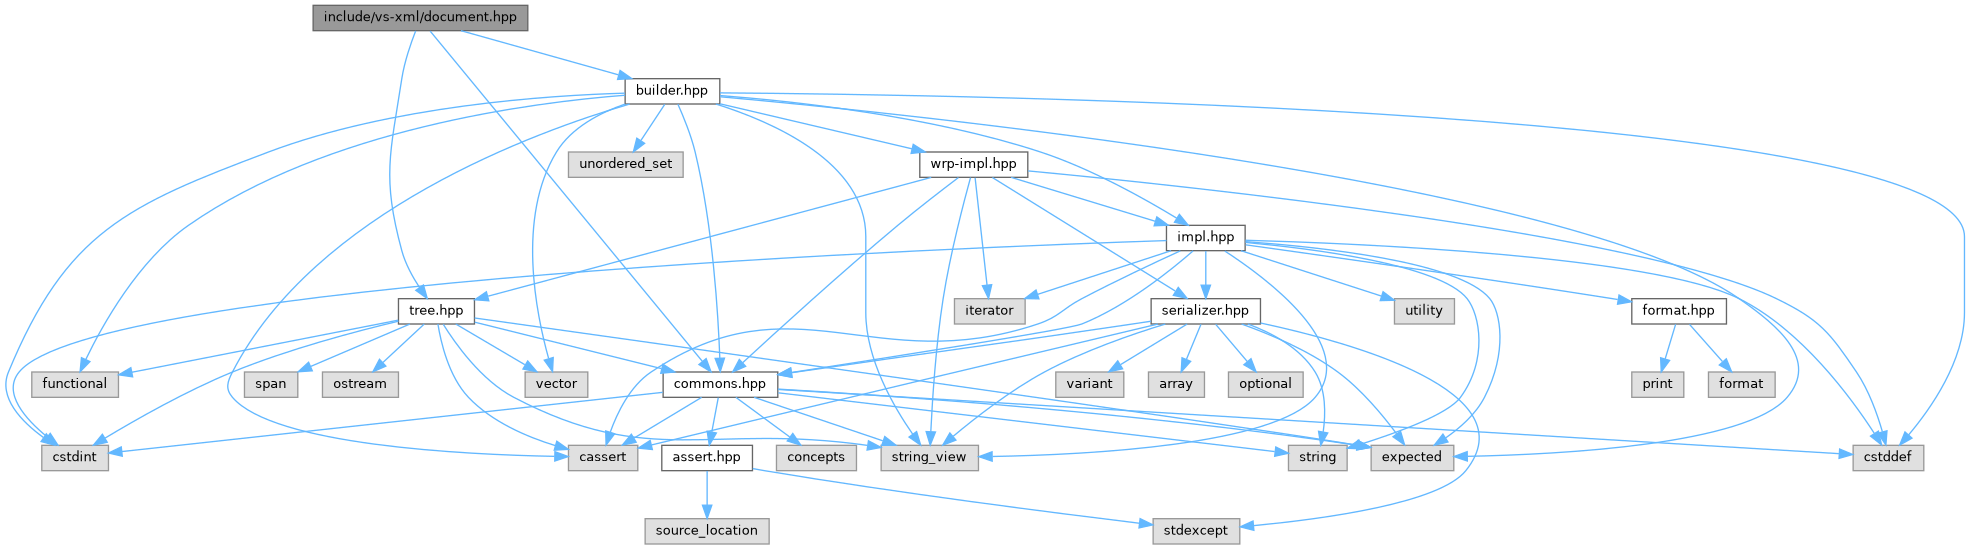 include/vs-xml/document.hpp
builder.hpp
unordered_set
wrp-impl.hpp
impl.hpp
tree.hpp
iterator
serializer.hpp
utility
format.hpp
functional
span
ostream
vector
commons.hpp
variant
array
optional
print
format
cstdint
cassert
assert.hpp
concepts
string_view
string
expected
cstddef
source_location
stdexcept